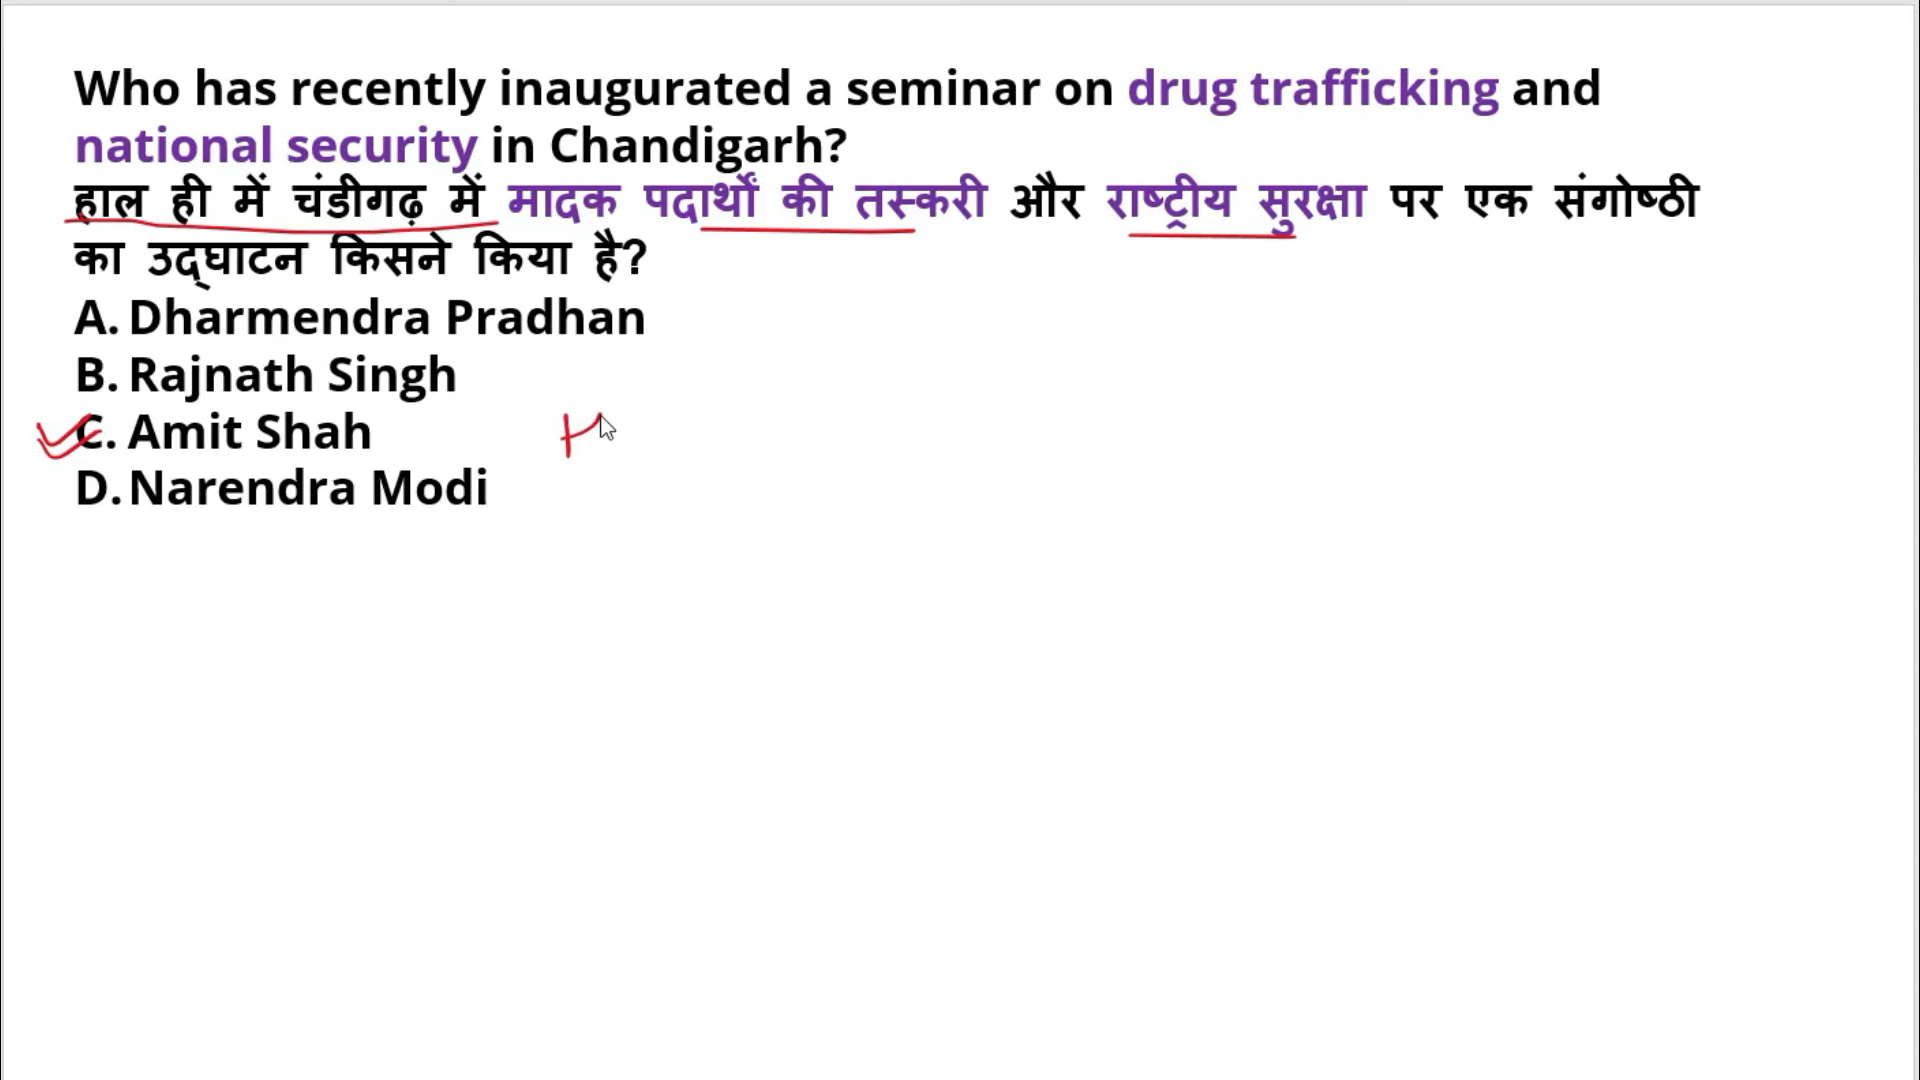 Who has recently inaugurated a seminar on drug trafficking and
national security in Chandigarh?
हाल ही में चंडीगढ़ में मादक पदार्थों की तस्करी और राष्ट्रीय सुरक्षा पर एक संगोष्ठी
का उद्घाटन किसने किया है?
A. Dharmendra Pradhan
B. Rajnath Singh
C. Amit Shah
D. Narendra Modi